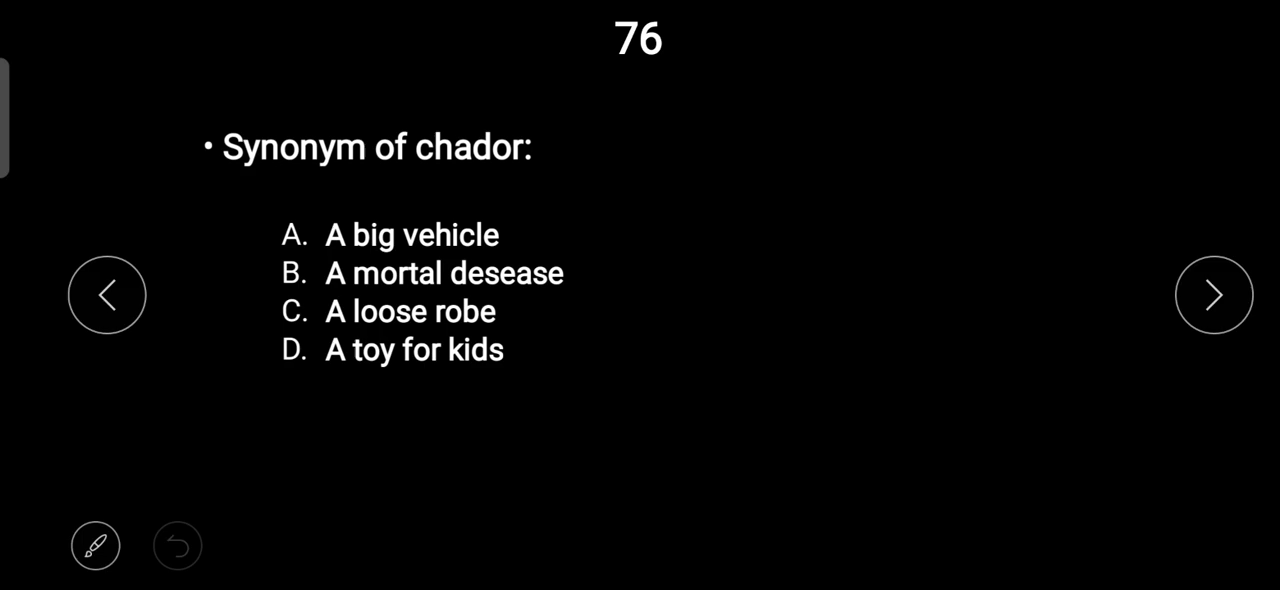 76
• Synonym of chador:
A. A big vehicle
B. A mortal desease
C. A loose robe
D. A toy for kids